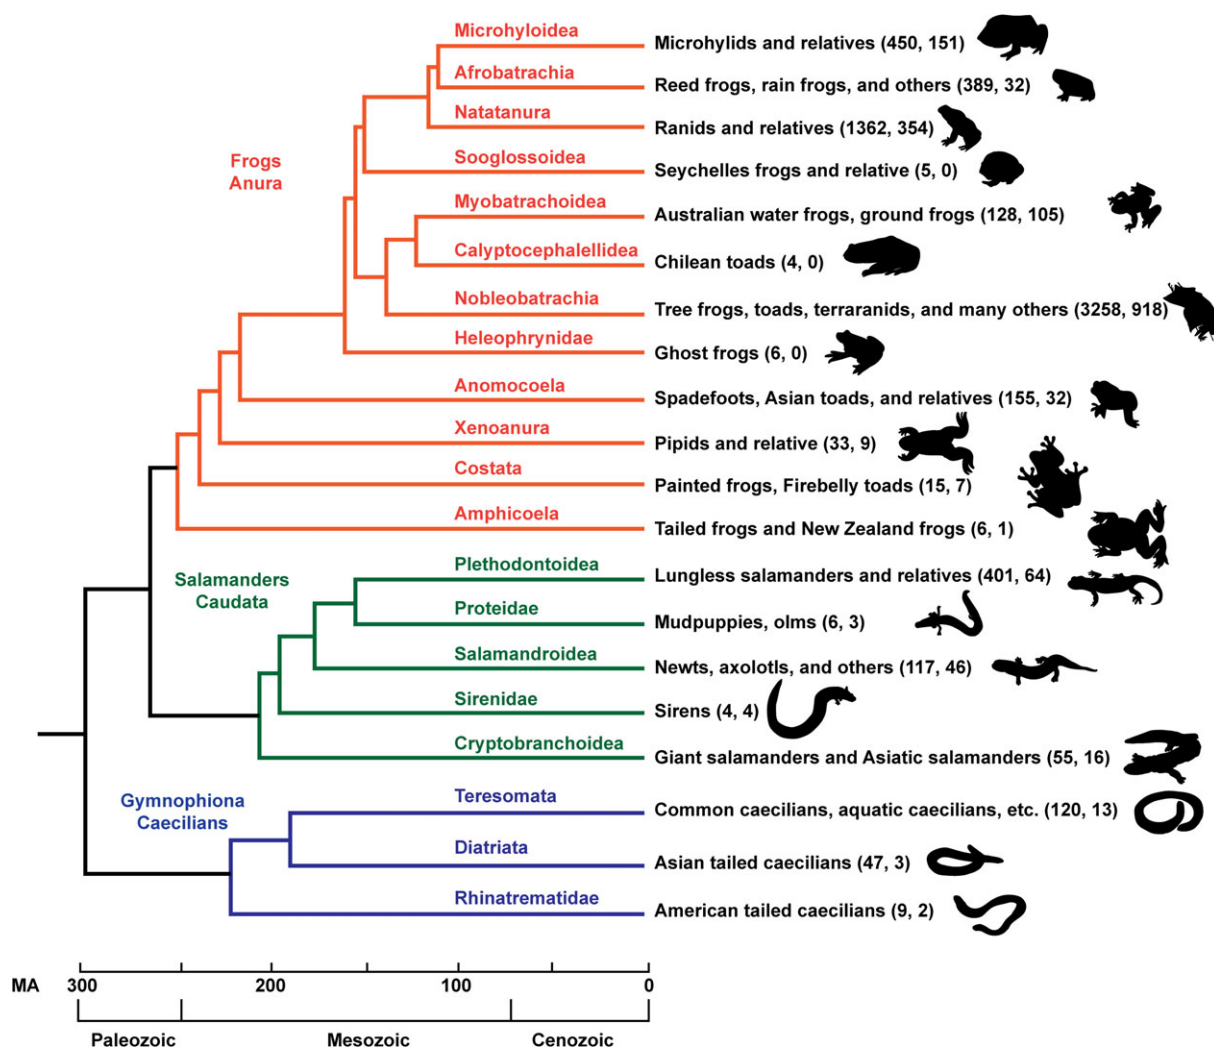 Microhyloidea
Microhylids and relatives (450, 151)
Afrobatrachia
Reed frogs, rain frogs, and others (389, 32)
Natatanura
Ranids and relatives (1362, 354)
Frogs
Anura
Sooglossoidea
Seychelles frogs and relative (5, 0)
Myobatrachoidea
Australian water frogs, ground frogs (128, 105)
Calyptocephalellidea
Chilean toads (4, 0)
Nobleobatrachia
Tree frogs, toads, terraranids, and many others (3258, 918)
Heleophrynidae
Ghost frogs (6, 0)
Anomocoela
Spadefoots, Asian toads, and relatives (155, 32)
Xenoanura
Pipids and relative (33, 9)
Costata
Painted frogs, Firebelly toads (15, 7)
Amphicoela
Tailed frogs and New Zealand frogs (6, 1)
Salamanders
Caudata
Plethodontoidea
Lungless salamanders and relatives (401, 64)
Proteidae
Mudpuppies, olms (6, 3)
Salamandroidea
Newts, axolotls, and others (117, 46)
Sirenidae
Sirens (4, 4)
Cryptobranchoidea
Giant salamanders and Asiatic salamanders (55, 16)
Gymnophiona
Caecilians
Teresomata
Common caecilians, aquatic caecilians, etc. (120, 13)
Diatriata
Asian tailed caecilians (47, 3)
Rhinatrematidae
American tailed caecilians (9, 2)
MA 300 200 100 0
Paleozoic Mesozoic Cenozoic